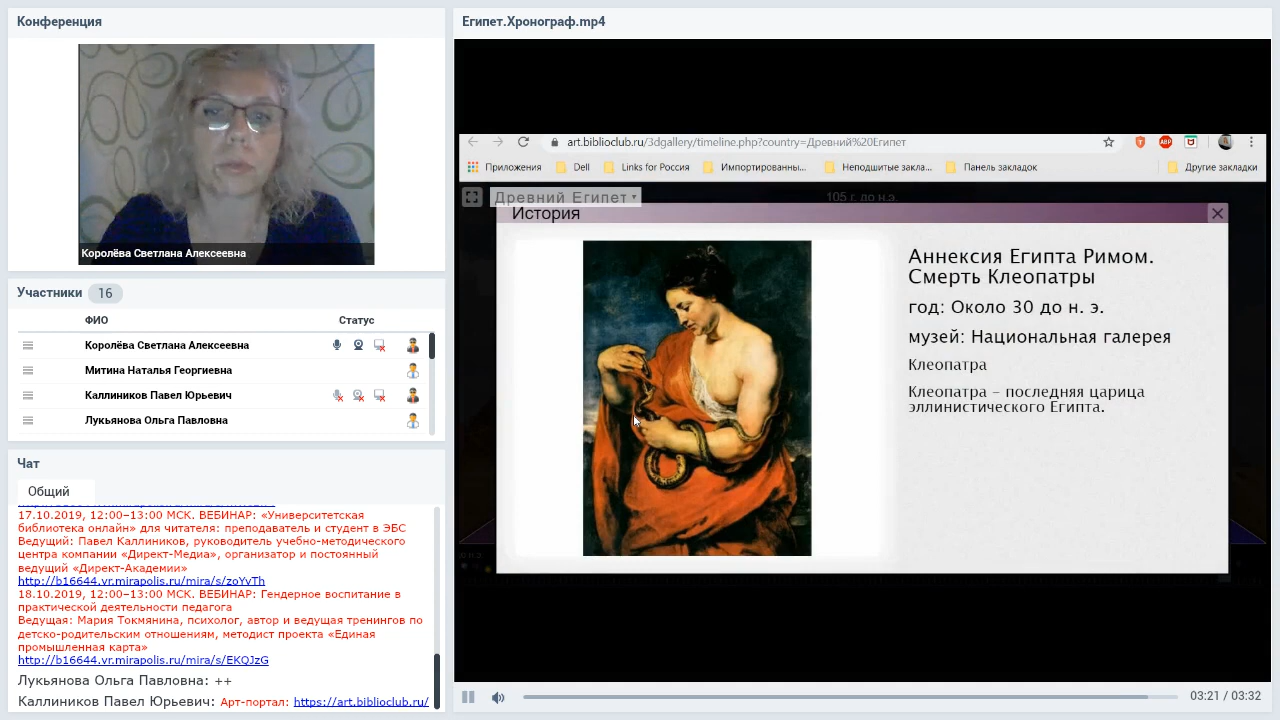 Конференция
Королёва Светлана Алексеевна
Участники 16
ФИО Статус
Королёва Светлана Алексеевна
Митина Наталья Георгиевна
Каллиников Павел Юрьевич
Лукьянова Ольга Павловна
Чат
Общий
17.10.2019, 12:00–13:00 МСК. ВЕБИНАР: «Университетская
библиотека онлайн» для читателя: преподаватель и студент в ЭБС
Ведущий: Павел Каллиников, руководитель учебно-методического
центра компании «Директ-Медиа», организатор и постоянный
ведущий «Директ-Академии»
http://b16644.vr.mirapolis.ru/mira/s/zoYvTh
18.10.2019, 12:00–13:00 МСК. ВЕБИНАР: Гендерное воспитание в
практической деятельности педагога
Ведущая: Мария Токмянина, психолог, автор и ведущая тренингов по
детско-родительским отношениям, методист проекта «Единая
промышленная карта»
http://b16644.vr.mirapolis.ru/mira/s/EKQJzG
Лукьянова Ольга Павловна: ++
Каллиников Павел Юрьевич: Арт-портал: https://art.biblioclub.ru/
Египет.Хронограф.mp4
art.biblioclub.ru/3dgallery/timeline.php?country=Древний%20Египет
ABP
Приложения Dell Links for Россия Импортированны... Неподшитые закла... Панель закладок Другие закладки
Древний Египет
105 г. до н.э.
История
Аннексия Египта Римом.
Смерть Клеопатры
год: Около 30 до н. э.
музей: Национальная галерея
Клеопатра
Клеопатра – последняя царица
эллинистического Египта.
03:21 / 03:32